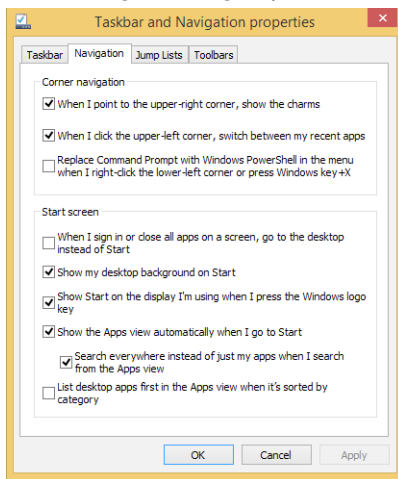 Taskbar and Navigation properties
Taskbar Navigation Jump Lists Toolbars
Corner navigation
When I point to the upper-right corner, show the charms
When I click the upper-left corner, switch between my recent apps
Replace Command Prompt with Windows PowerShell in the menu
when I right-click the lower-left corner or press Windows key+X
Start screen
When I sign in or close all apps on a screen, go to the desktop
instead of Start
Show my desktop background on Start
Show Start on the display I'm using when I press the Windows logo
key
Show the Apps view automatically when I go to Start
Search everywhere instead of just my apps when I search
from the Apps view
List desktop apps first in the Apps view when it's sorted by
category
OK Cancel Apply